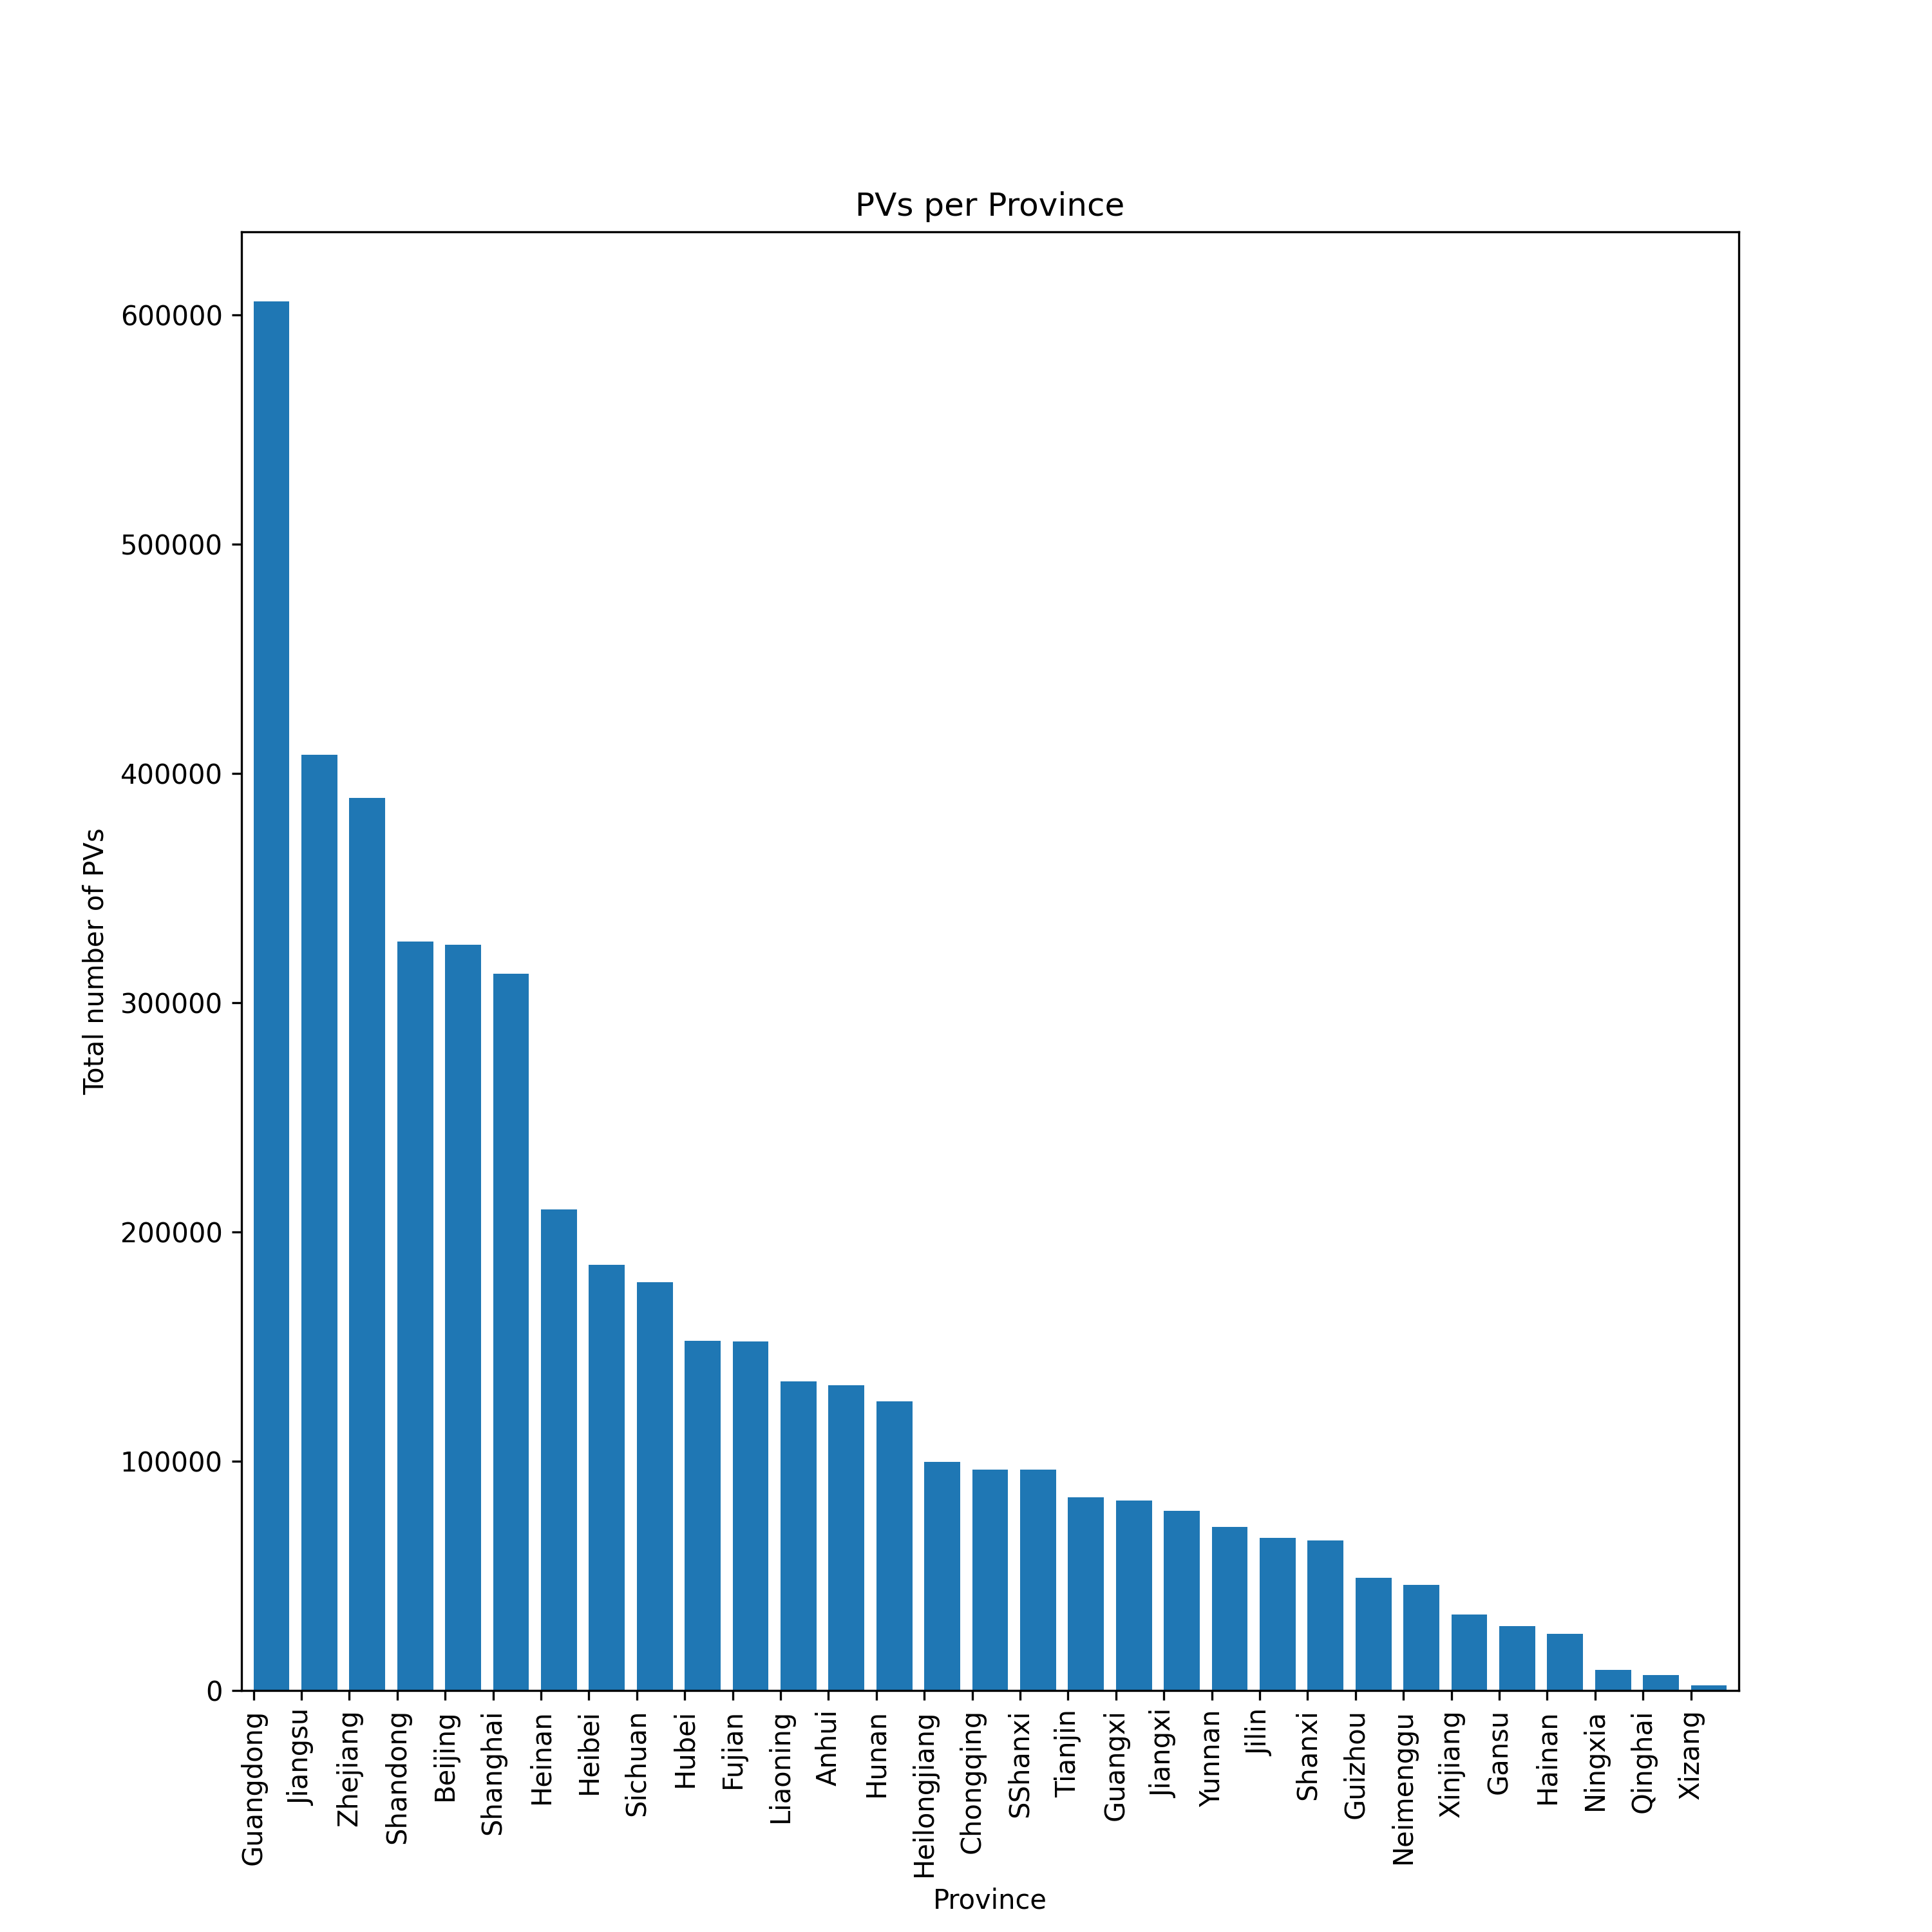 PVs per Province
Total number of PVs
600000
500000
400000
300000
200000
100000
0
Guangdong
Jiangsu
Zhejiang
Shandong
Beijing
Shanghai
Heinan
Heibei
Sichuan
Hubei
Fujian
Liaoning
Anhui
Hunan
Heilongjiang
Chongqing
SShanxi
Tianjin
Guangxi
Jiangxi
Yunnan
Jilin
Shanxi
Guizhou
Neimenggu
Xinjiang
Gansu
Hainan
Ningxia
Qinghai
Xizang
Province